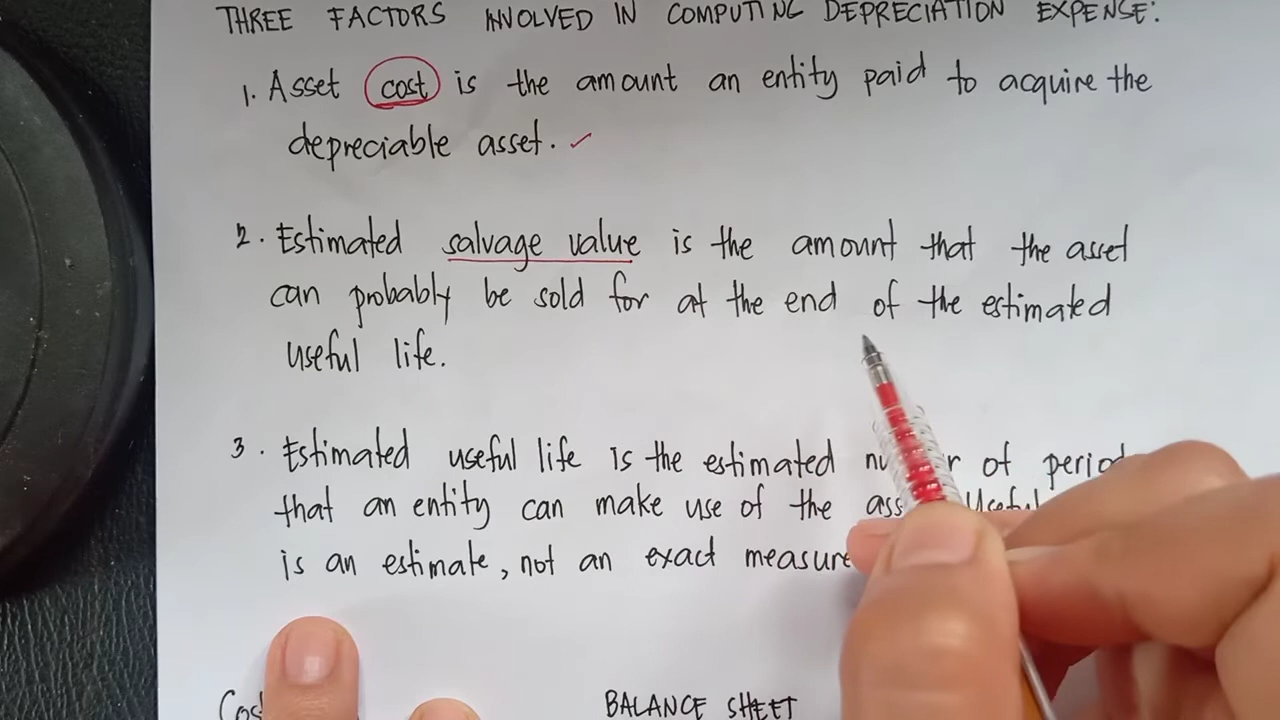 THREE FACTORS INVOLVED IN COMPUTING DEPRECIATION EXPENSE:
1. Asset cost is the amount an entity paid to acquire the
depreciable asset.
2. Estimated salvage value is the amount that the asset
can probably be sold for at the end of the estimated
useful life.
3. Estimated useful life is the estimated of
that an entity can make use of the
is an estimate, not an exact measure
BALANCE SHEET